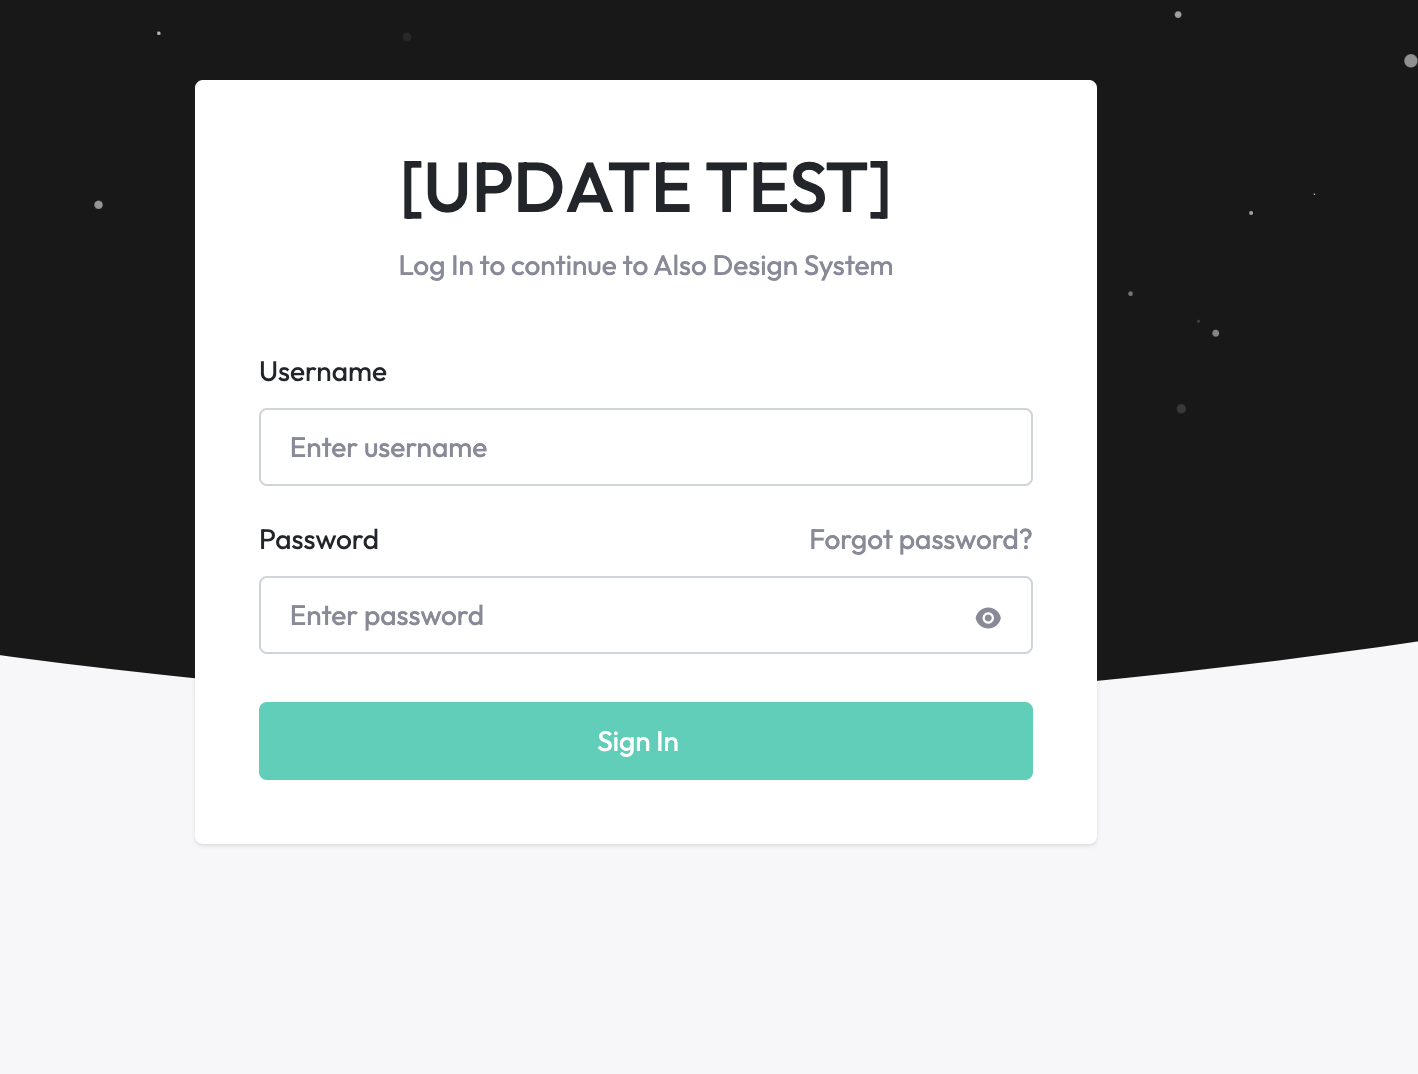 [UPDATE TEST]
Log In to continue to Also Design System
Username
Enter username
Password
Forgot password?
Enter password
Sign In